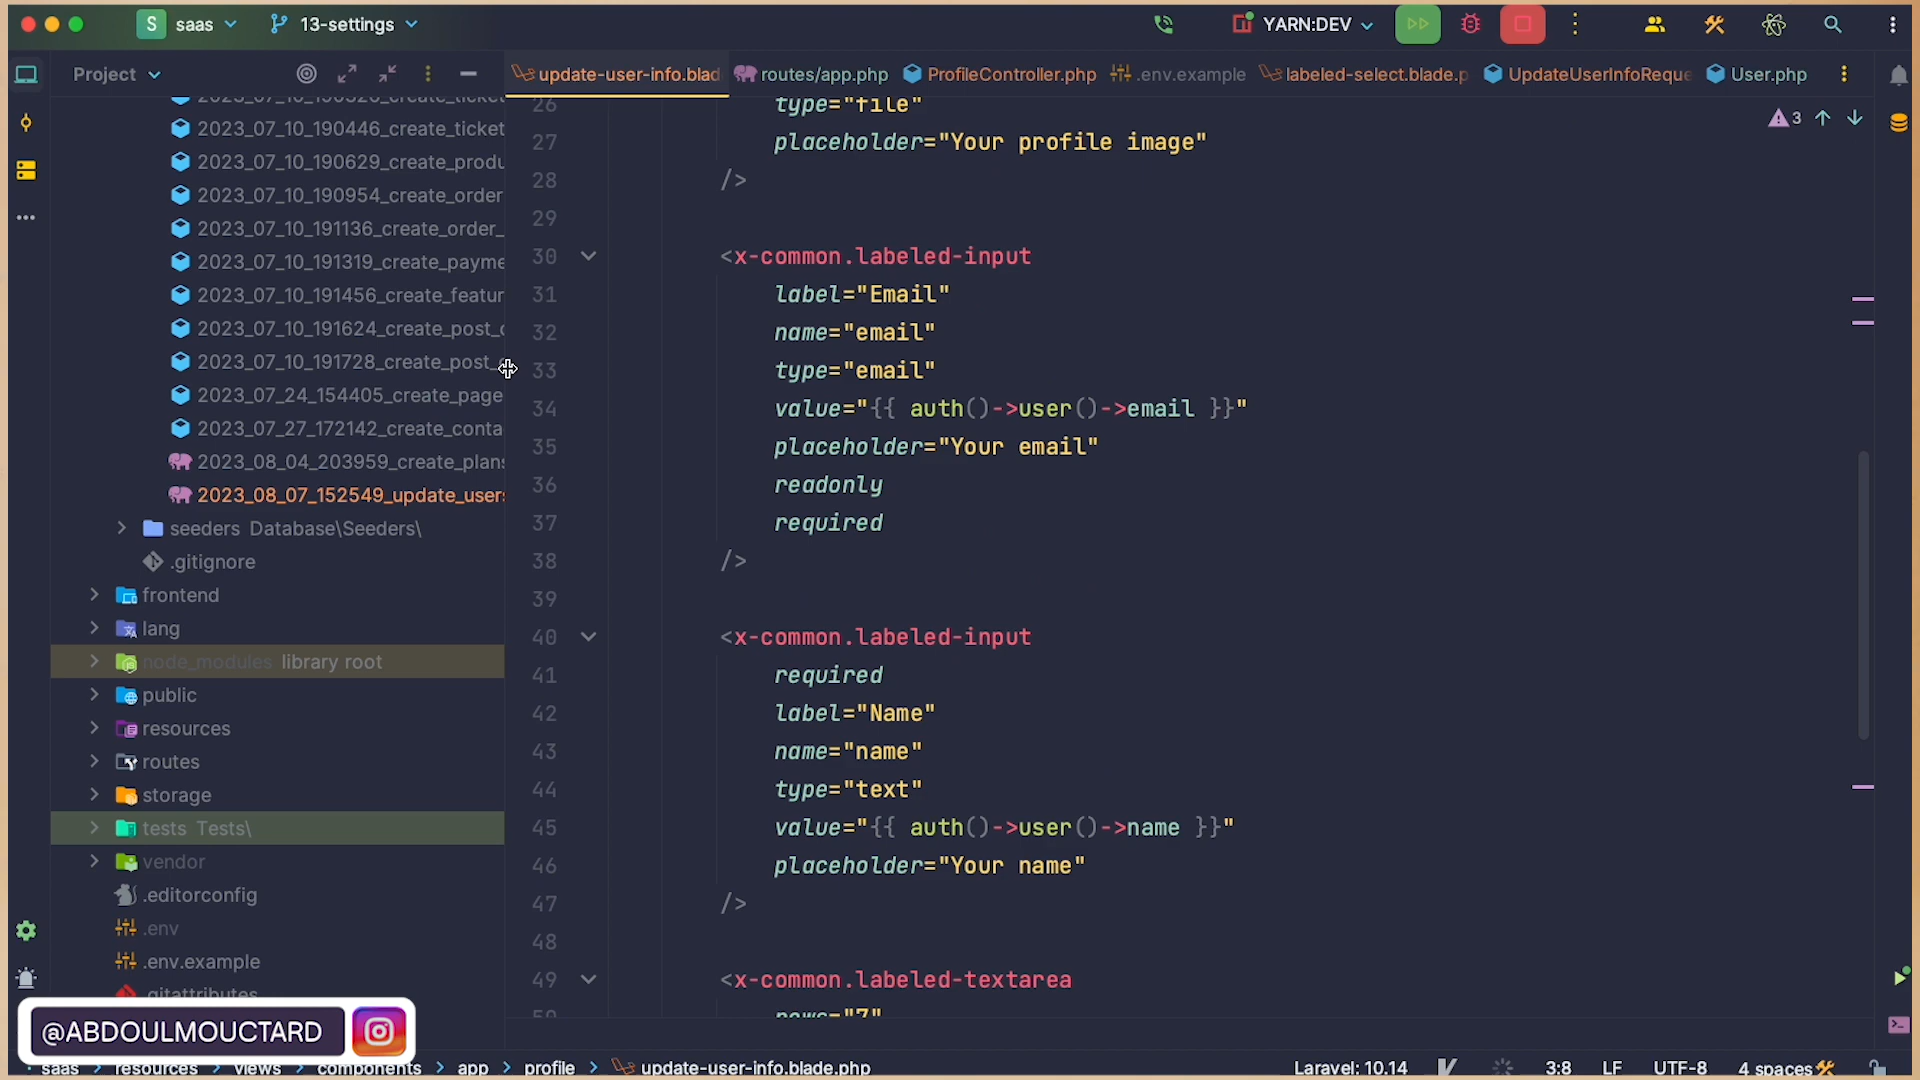 S saas 13-settings YARN:DEV
Project update-user-info.blad routes/app.php ProfileController.php .env.example labeled-select.blade.p UpdateUserInfoReque User.php
2023_07_10_190446_create_ticket
2023_07_10_190629_create_produ
2023_07_10_190954_create_order
2023_07_10_191136_create_order_
2023_07_10_191319_create_payme
2023_07_10_191456_create_featur
2023_07_10_191624_create_post_c
2023_07_10_191728_create_post_
2023_07_24_154405_create_page
2023_07_27_172142_create_conta
2023_08_04_203959_create_plans
2023_08_07_152549_update_users
seeders Database\Seeders\
.gitignore
frontend
lang
node_modules library root
public
resources
routes
storage
tests Tests\
vendor
.editorconfig
.env
.env.example
.gitattributes
3
26 type="file"
27 placeholder="Your profile image"
28 />
29
30 <x-common.labeled-input
31 label="Email"
32 name="email"
33 type="email"
34 value="{{ auth()->user()->email }}"
35 placeholder="Your email"
36 readonly
37 required
38 />
39
40 <x-common.labeled-input
41 required
42 label="Name"
43 name="name"
44 type="text"
45 value="{{ auth()->user()->name }}"
46 placeholder="Your name"
47 />
48
49 <x-common.labeled-textarea
50 rows="7"
@ABDOULMOUCTARD
saas > resources > views > components > app > profile > update-user-info.blade.php Laravel: 10.14 3:8 LF UTF-8 4 spaces